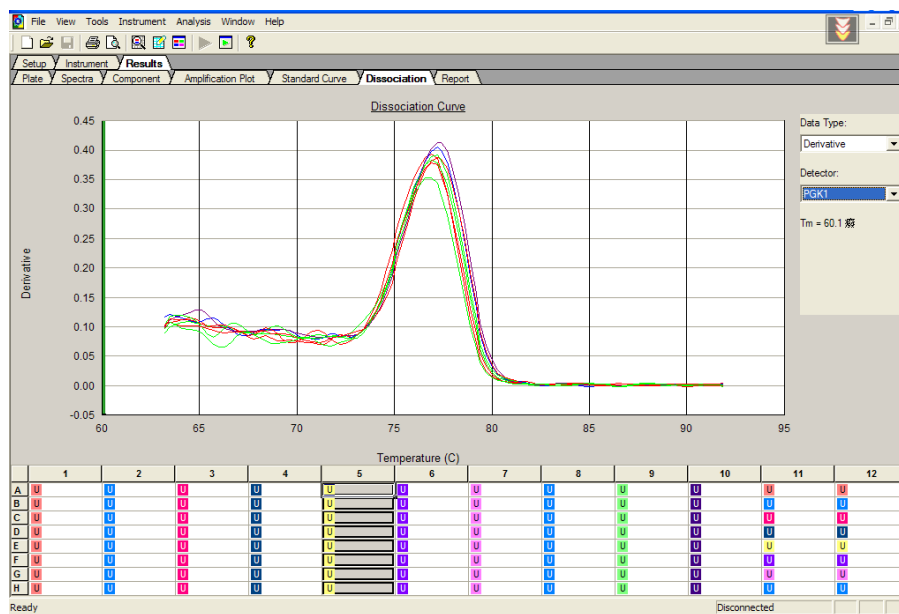 File View Tools Instrument Analysis Window Help
Setup Instrument Results
Plate Spectra Component Amplification Plot Standard Curve Dissociation Report
Dissociation Curve
Data Type:
Derivative
Detector:
PGK1
Tm = 60.1 癈
0.45
0.40
0.35
0.30
0.25
0.20
0.15
0.10
0.05
0.00
-0.05
Derivative
60 65 70 75 80 85 90 95
Temperature (C)
1 2 3 4 5 6 7 8 9 10 11 12
A U U U U U U U U U U U U
B U U U U U U U U U U U U
C U U U U U U U U U U U U
D U U U U U U U U U U U U
E U U U U U U U U U U U U
F U U U U U U U U U U U U
G U U U U U U U U U U U U
H U U U U U U U U U U U U
Ready Disconnected